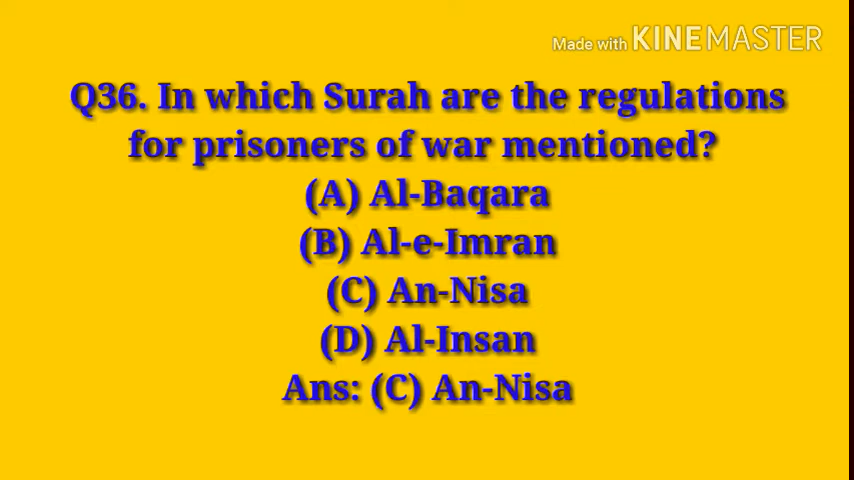 Made with KINEMASTER
Q36. In which Surah are the regulations
for prisoners of war mentioned?
(A) Al-Baqara
(B) Al-e-Imran
(C) An-Nisa
(D) Al-Insan
Ans: (C) An-Nisa